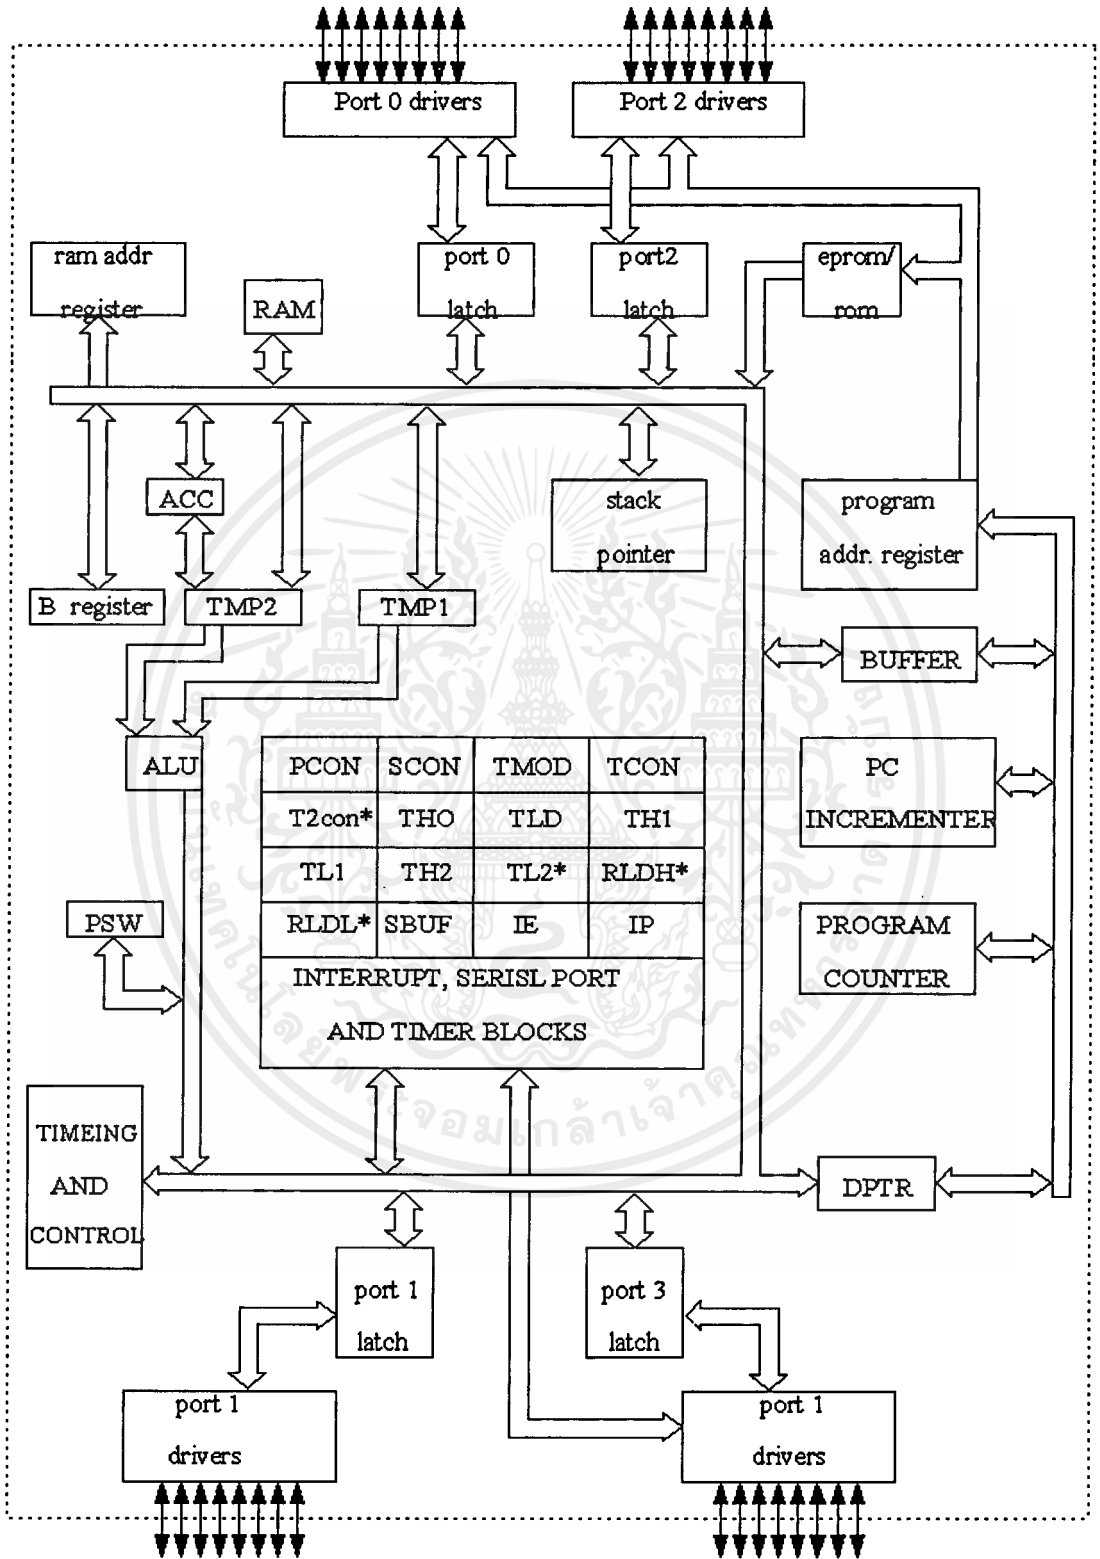 Port 0 drivers
Port 2 drivers
ram addr
register
RAM
port 0
latch
port2
latch
eprom/
rom
ACC
stack
pointer
program
addr. register
B register
TMP2
TMP1
BUFFER
ALU
PCON SCON TMOD TCON
T2con* THO TLD TH1
TL1 TH2 TL2* RLDH*
RLDL* SBUF IE IP
INTERRUPT, SERISL PORT
AND TIMER BLOCKS
PC
INCREMENTER
PSW
PROGRAM
COUNTER
TIMEING
AND
CONTROL
DPTR
port 1
latch
port 3
latch
port 1
drivers
port 1
drivers